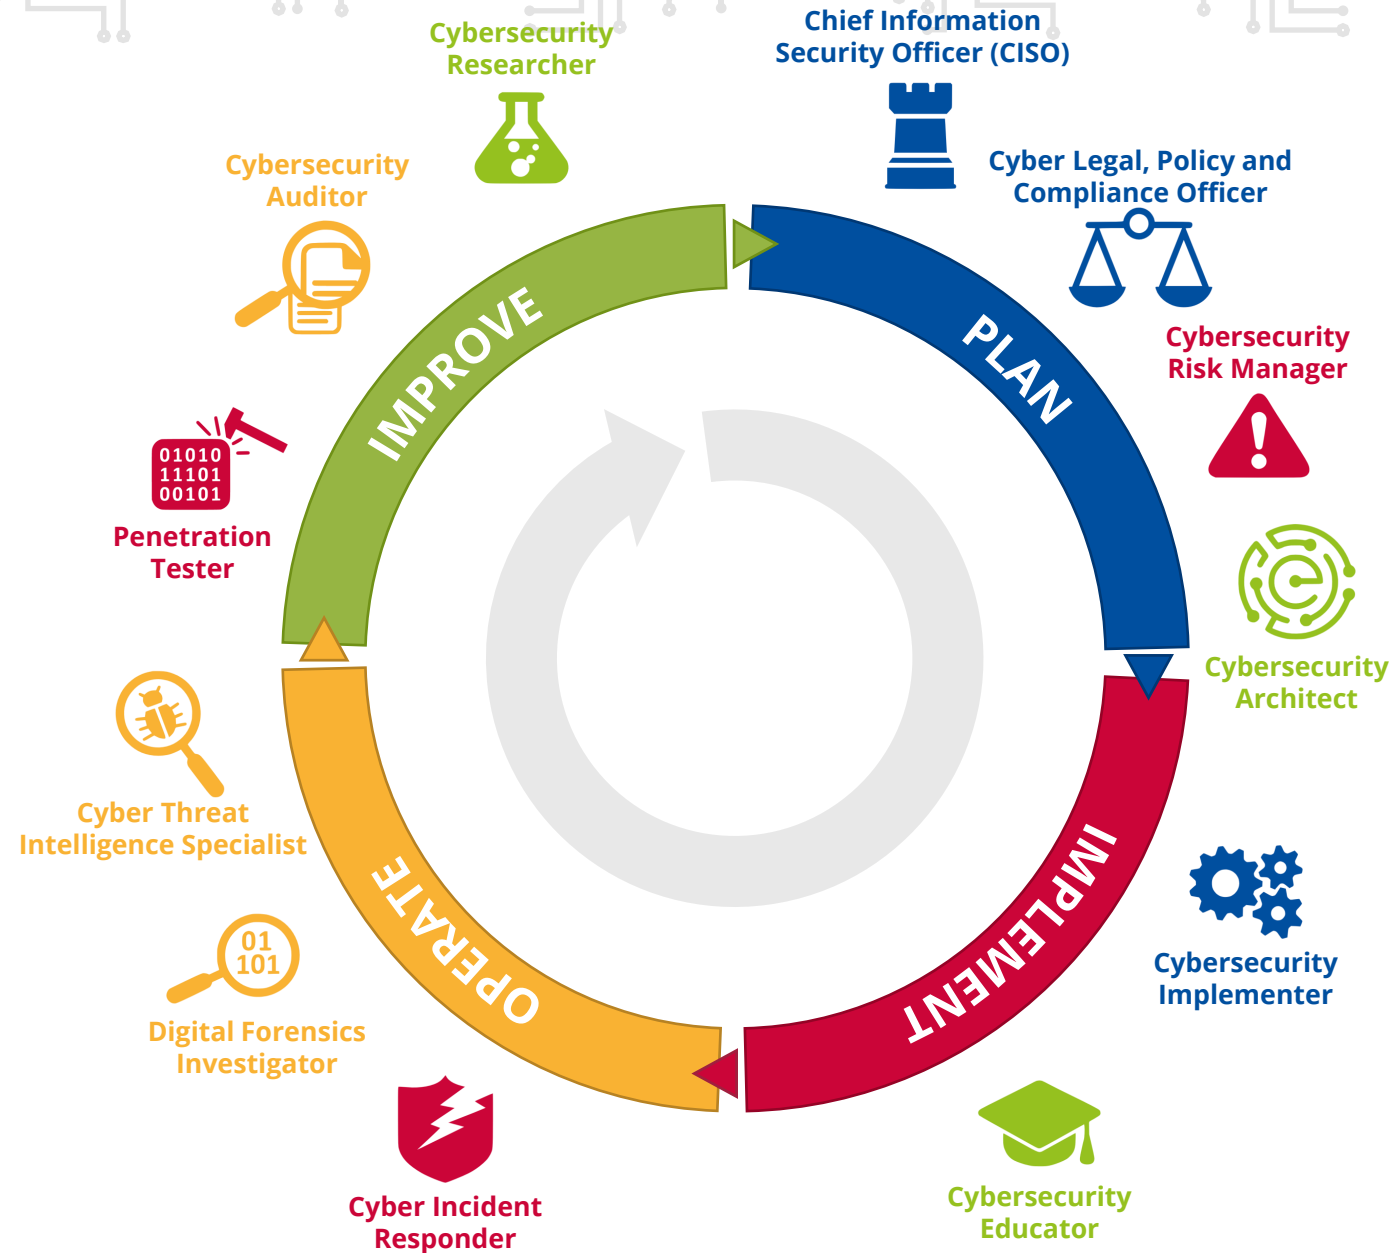 Cybersecurity
Researcher
Chief Information
Security Officer (CISO)
Cybersecurity
Auditor
Cyber Legal, Policy and
Compliance Officer
IMPROVE
PLAN
Cybersecurity
Risk Manager
01010
11101
00101
Penetration
Tester
Cybersecurity
Architect
Cyber Threat
Intelligence Specialist
OPERATE
IMPLEMENT
01
101
Cybersecurity
Implementer
Digital Forensics
Investigator
Cyber Incident
Responder
Cybersecurity
Educator